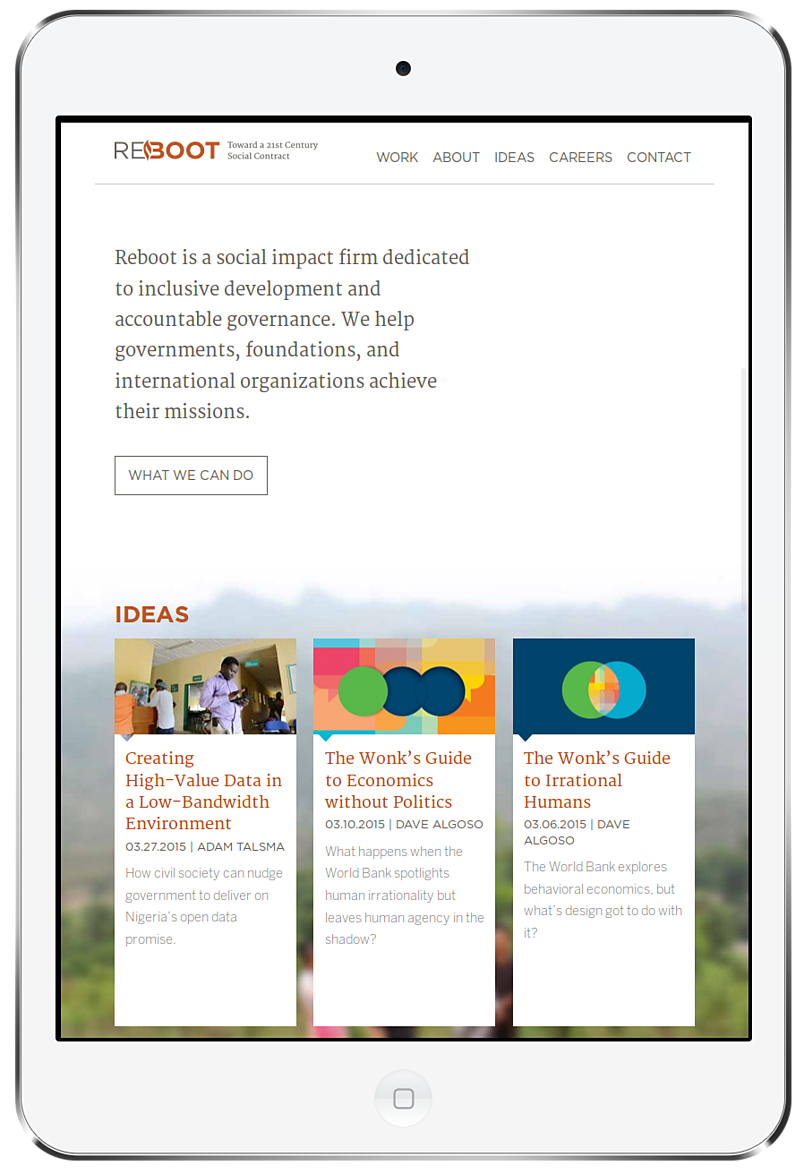 REBOOT
Toward a 21st Century
Social Contract
WORK ABOUT IDEAS CAREERS CONTACT
Reboot is a social impact firm dedicated
to inclusive development and
accountable governance. We help
governments, foundations, and
international organizations achieve
their missions.
WHAT WE CAN DO
IDEAS
Creating
High-Value Data in
a Low-Bandwidth
Environment
03.27.2015 | ADAM TALSMA
How civil society can nudge
government to deliver on
Nigeria's open data
promise.
The Wonk's Guide
to Economics
without Politics
03.10.2015 | DAVE ALGOSO
What happens when the
World Bank spotlights
human irrationality but
leaves human agency in the
shadow?
The Wonk's Guide
to Irrational
Humans
03.06.2015 | DAVE
ALGOSO
The World Bank explores
behavioral economics, but
what's design got to do with
it?